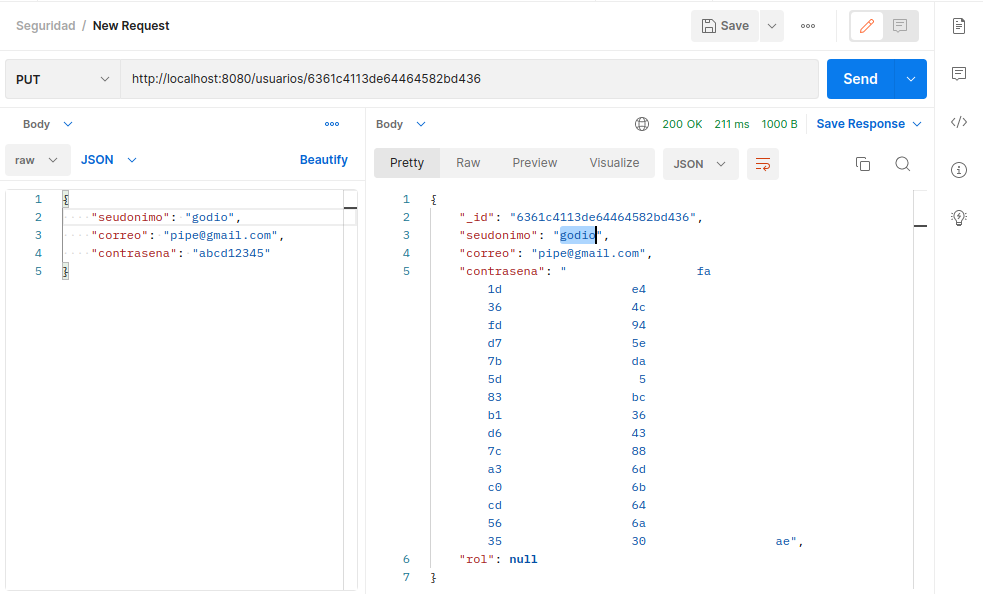 Seguridad / New Request
Save
PUT http://localhost:8080/usuarios/6361c4113de64464582bd436
Send
Body
raw JSON Beautify
1 {
2 "seudonimo": "godio",
3 "correo": "pipe@gmail.com",
4 "contrasena": "abcd12345"
5 }
Body 200 OK 211 ms 1000 B Save Response
Pretty Raw Preview Visualize JSON
1 {
2 "_id": "6361c4113de64464582bd436",
3 "seudonimo": "godio",
4 "correo": "pipe@gmail.com",
5 "contrasena": " fa
1d e4
36 4c
fd 94
d7 5e
7b da
5d 5
83 bc
b1 36
d6 43
7c 88
a3 6d
c0 6b
cd 64
56 6a
35 30 ae",
6 "rol": null
7 }